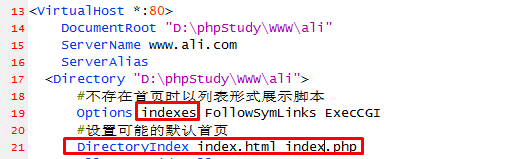 13 <VirtualHost *:80>
14 DocumentRoot "D:\phpStudy\WWW\ali"
15 ServerName www.ali.com
16 ServerAlias
17 <Directory "D:\phpStudy\WWW\ali">
18 #不存在首页时以列表形式展示脚本
19 Options indexes FollowSymLinks ExecCGI
20 #设置可能的默认首页
21 DirectoryIndex index.html index.php